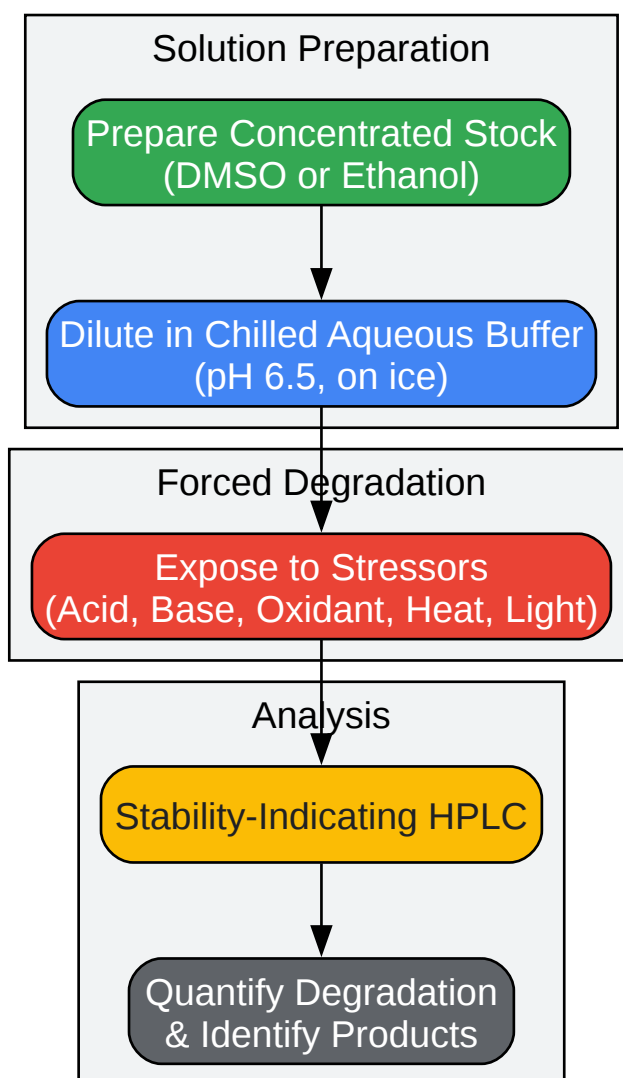 Solution Preparation
Prepare Concentrated Stock
(DMSO or Ethanol)
Dilute in Chilled Aqueous Buffer
(pH 6.5, on ice)
Forced Degradation
Expose to Stressors
(Acid, Base, Oxidant, Heat, Light)
Analysis
Stability-Indicating HPLC
Quantify Degradation
& Identify Products